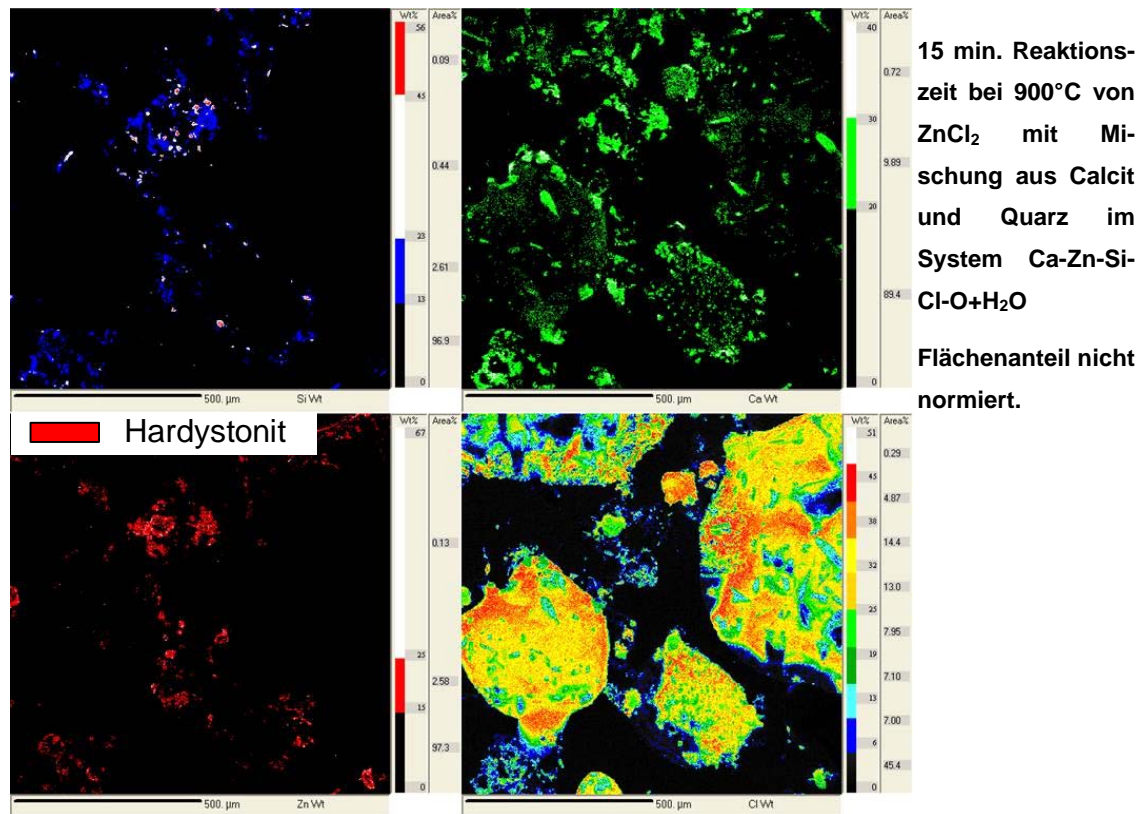 Wt% Area%
56
0.09
45
0.44
23
2.61
13
96.9
0
500. µm Si Wt
Wt% Area%
40
0.72
30
9.89
20
89.4
0
500. µm Ca Wt
15 min. Reaktions-
zeit bei 900°C von
ZnCl2 mit Mi-
schung aus Calcit
und Quarz im
System Ca-Zn-Si-
Cl-O+H2O
Flächenanteil nicht
normiert.
Hardystonit
Wt% Area%
67
0.13
25
2.58
15
97.3
0
500. µm Zn Wt
Wt% Area%
51
0.29
45
4.87
38
14.4
32
13.0
25
7.95
19
7.10
13
7.00
6
45.4
0
500. µm Cl Wt